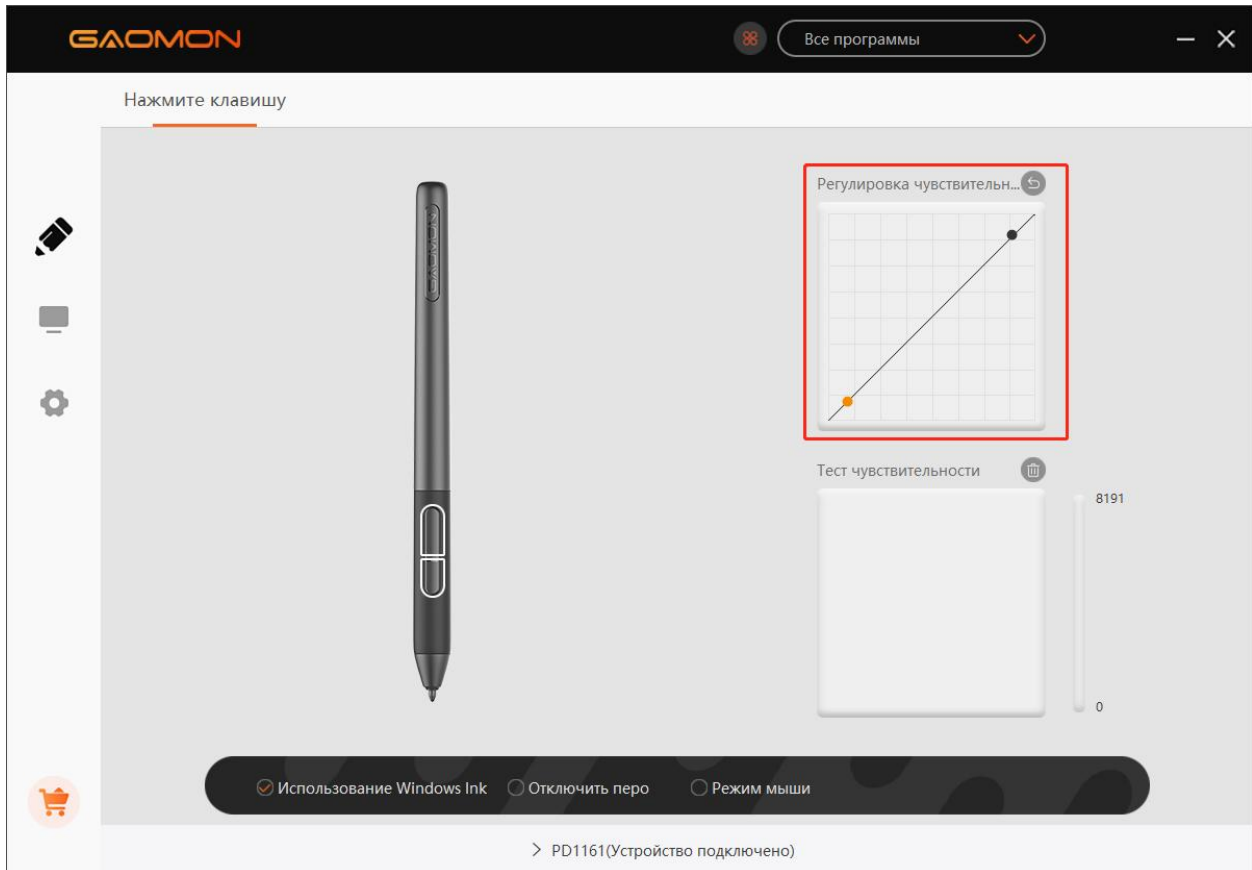 GAOMON
Все программы
Нажмите клавишу
GAOMON
Регулировка чувствительн...
Тест чувствительности
8191
0
Использование Windows Ink
Отключить перо
Режим мыши
PD1161(Устройство подключено)